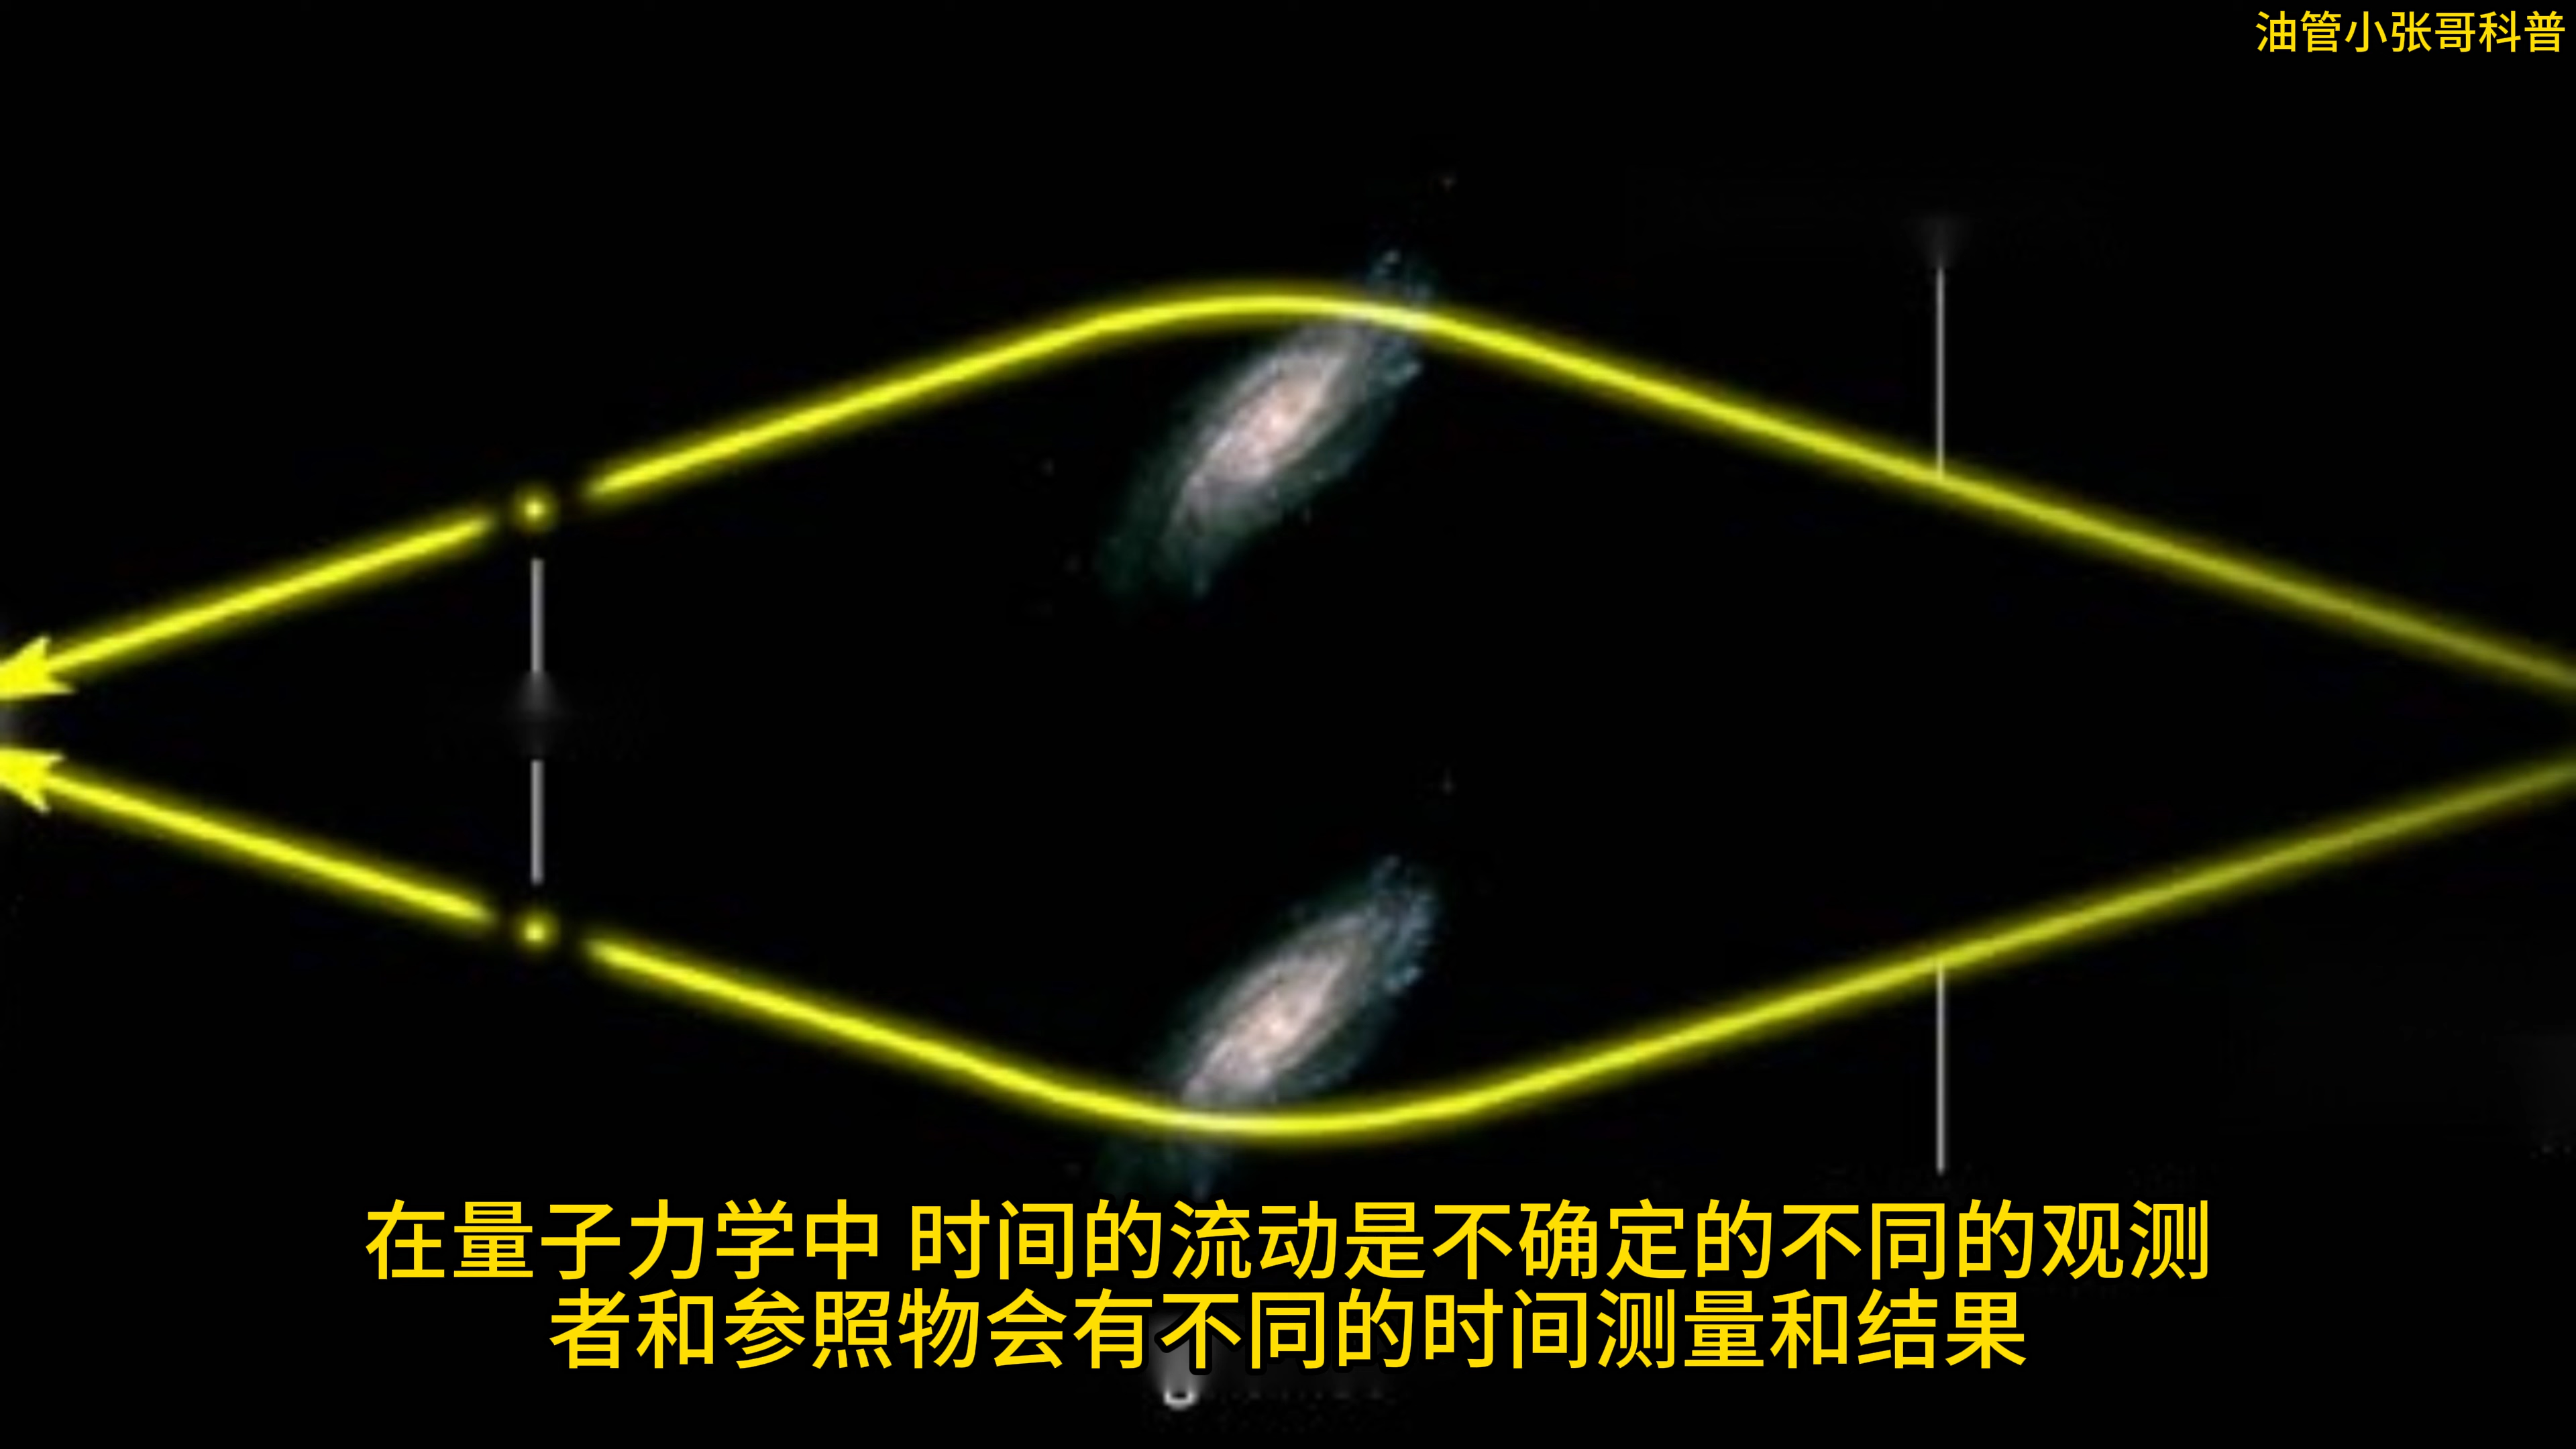 油管小张哥科普
在量子力学中 时间的流动是不确定的不同的观测
者和参照物会有不同的时间测量和结果